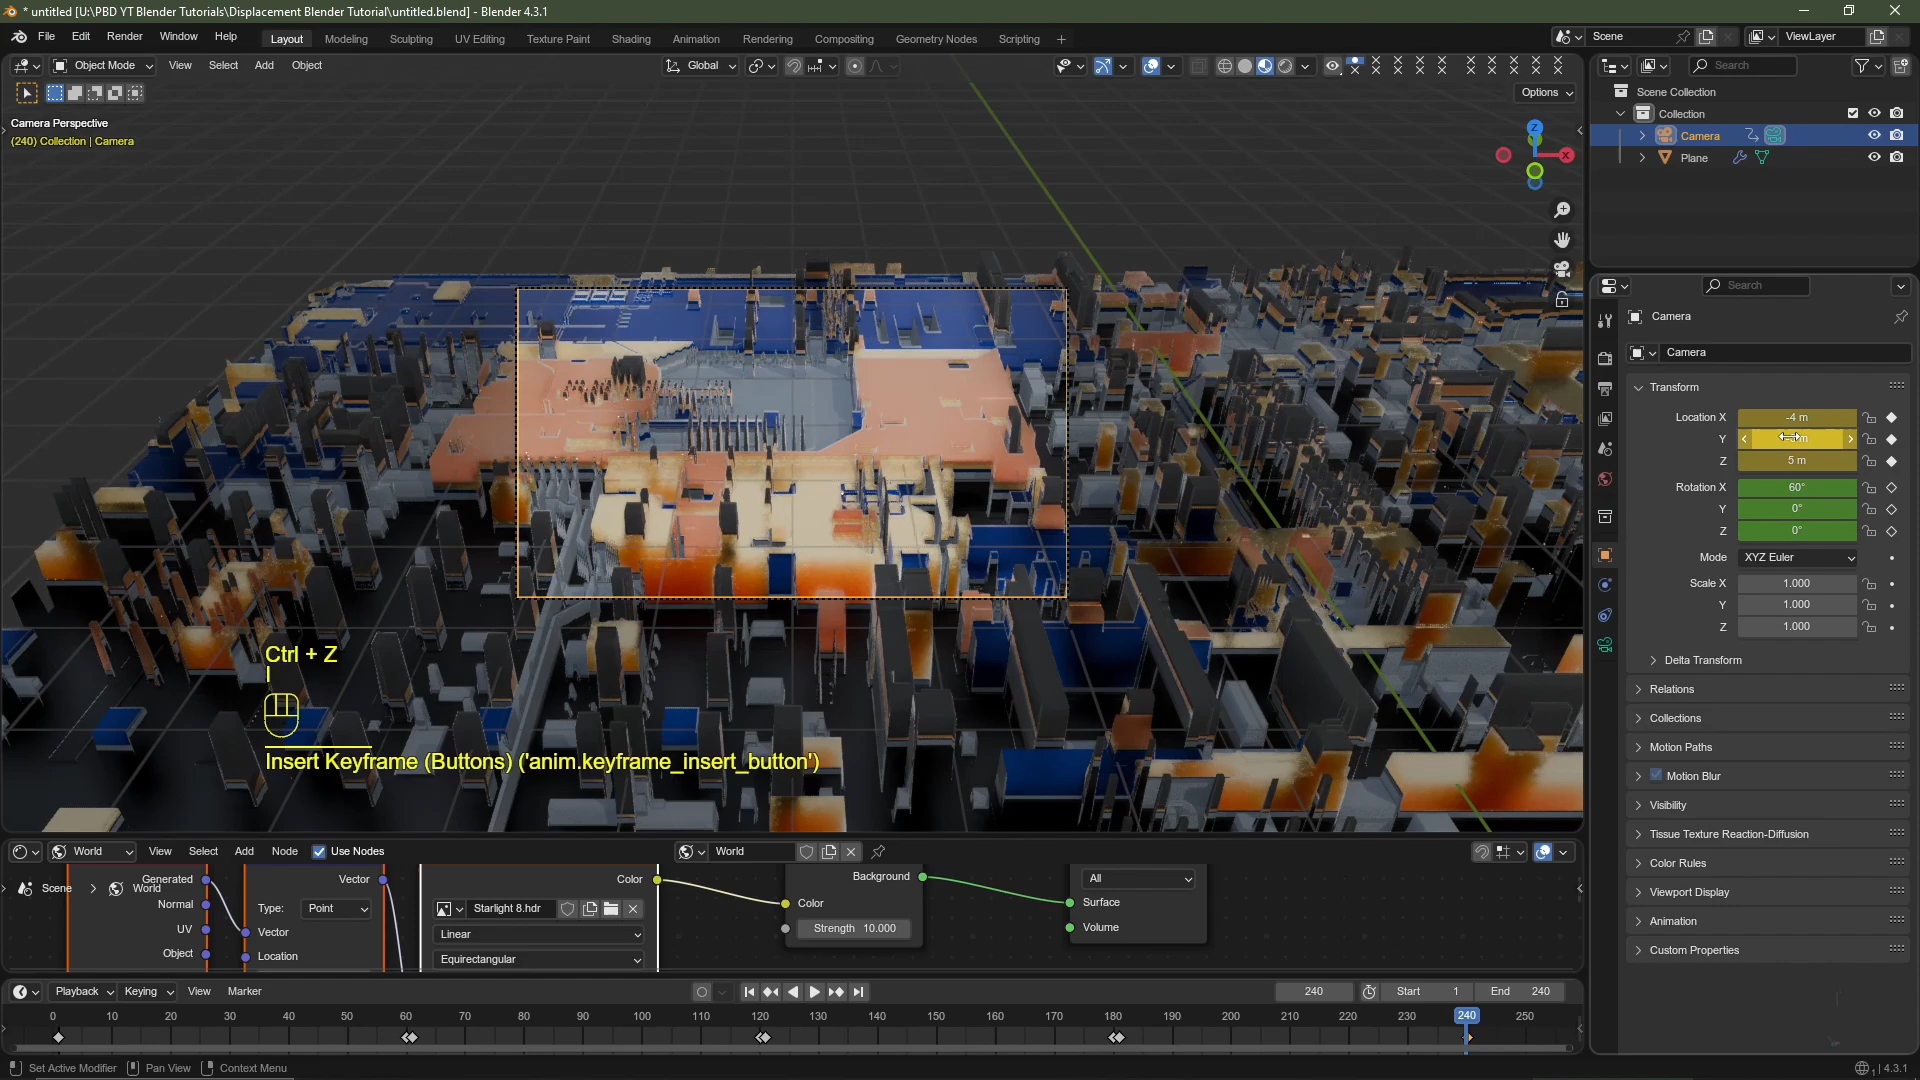 * untitled [U:\PBD YT Blender Tutorials\Displacement Blender Tutorial\untitled.blend] - Blender 4.3.1
File Edit Render Window Help Layout Modeling Sculpting UV Editing Texture Paint Shading Animation Rendering Compositing Geometry Nodes Scripting + Scene ViewLayer
Object Mode View Select Add Object Global Search
Options
Scene Collection
Collection
Camera
Plane
Camera Perspective
(240) Collection | Camera
Z
X
Search
Camera
Camera
Transform
Location X -4 m
Y
Z 5 m
Rotation X 60°
Y 0°
Z 0°
Mode XYZ Euler
Scale X 1.000
Y 1.000
Z 1.000
Delta Transform
Relations
Collections
Motion Paths
Motion Blur
Visibility
Tissue Texture Reaction-Diffusion
Color Rules
Viewport Display
Animation
Custom Properties
Ctrl + Z
I
Insert Keyframe (Buttons) ('anim.keyframe_insert_button')
World View Select Add Node Use Nodes World
Scene World
Generated
Normal
UV
Object
Vector
Type: Point
Vector
Location
Color
Starlight 8.hdr
Linear
Equirectangular
Background
Color
Strength 10.000
All
Surface
Volume
Playback Keying View Marker 240 Start 1 End 240
0 10 20 30 40 50 60 70 80 90 100 110 120 130 140 150 160 170 180 190 200 210 220 230 240 250
Set Active Modifier Pan View Context Menu 4.3.1